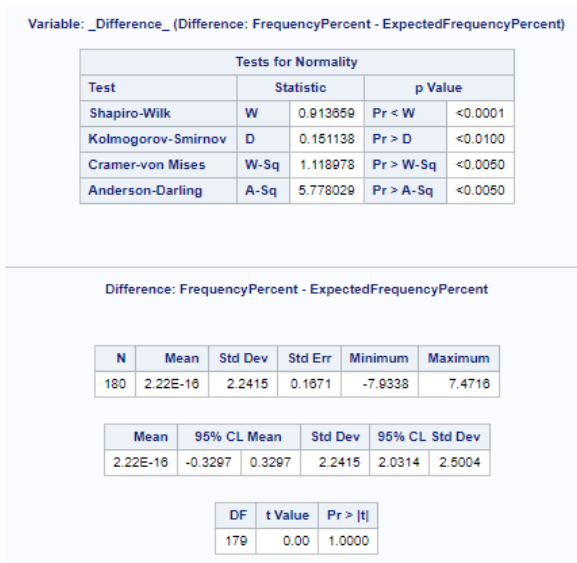 Variable: _Difference_ (Difference: FrequencyPercent - ExpectedFrequencyPercent)
Tests for Normality
Test Statistic p Value
Shapiro-Wilk W 0.913659 Pr < W <0.0001
Kolmogorov-Smirnov D 0.151138 Pr > D <0.0100
Cramer-von Mises W-Sq 1.118978 Pr > W-Sq <0.0050
Anderson-Darling A-Sq 5.778029 Pr > A-Sq <0.0050
Difference: FrequencyPercent - ExpectedFrequencyPercent
N Mean Std Dev Std Err Minimum Maximum
180 2.22E-16 2.2415 0.1671 -7.9338 7.4716
Mean 95% CL Mean Std Dev 95% CL Std Dev
2.22E-16 -0.3297 0.3297 2.2415 2.0314 2.5004
DF t Value Pr > |t|
179 0.00 1.0000